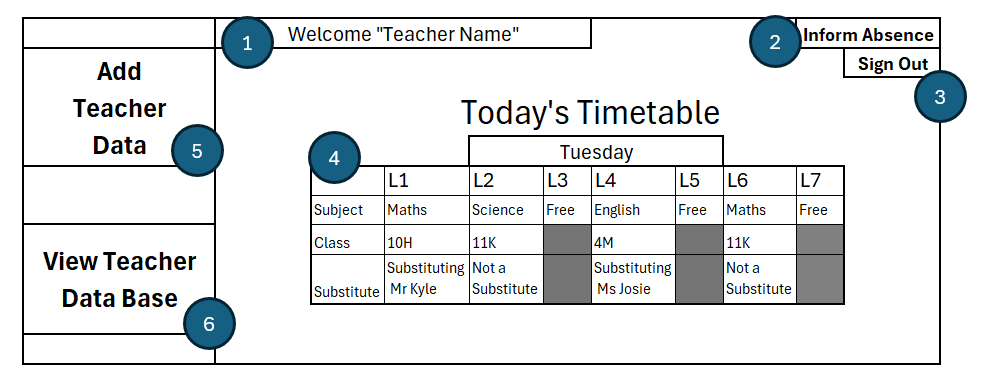 1
Welcome "Teacher Name"
2
Inform Absence
Sign Out
3
Add
Teacher
Data
5
Today's Timetable
4
Tuesday
L1 L2 L3 L4 L5 L6 L7
Subject Maths Science Free English Free Maths Free
Class 10H 11K 4M 11K
Substituting Not a Substituting Not a
Substitute Mr Kyle Substitute Ms Josie Substitute
View Teacher
Data Base
6